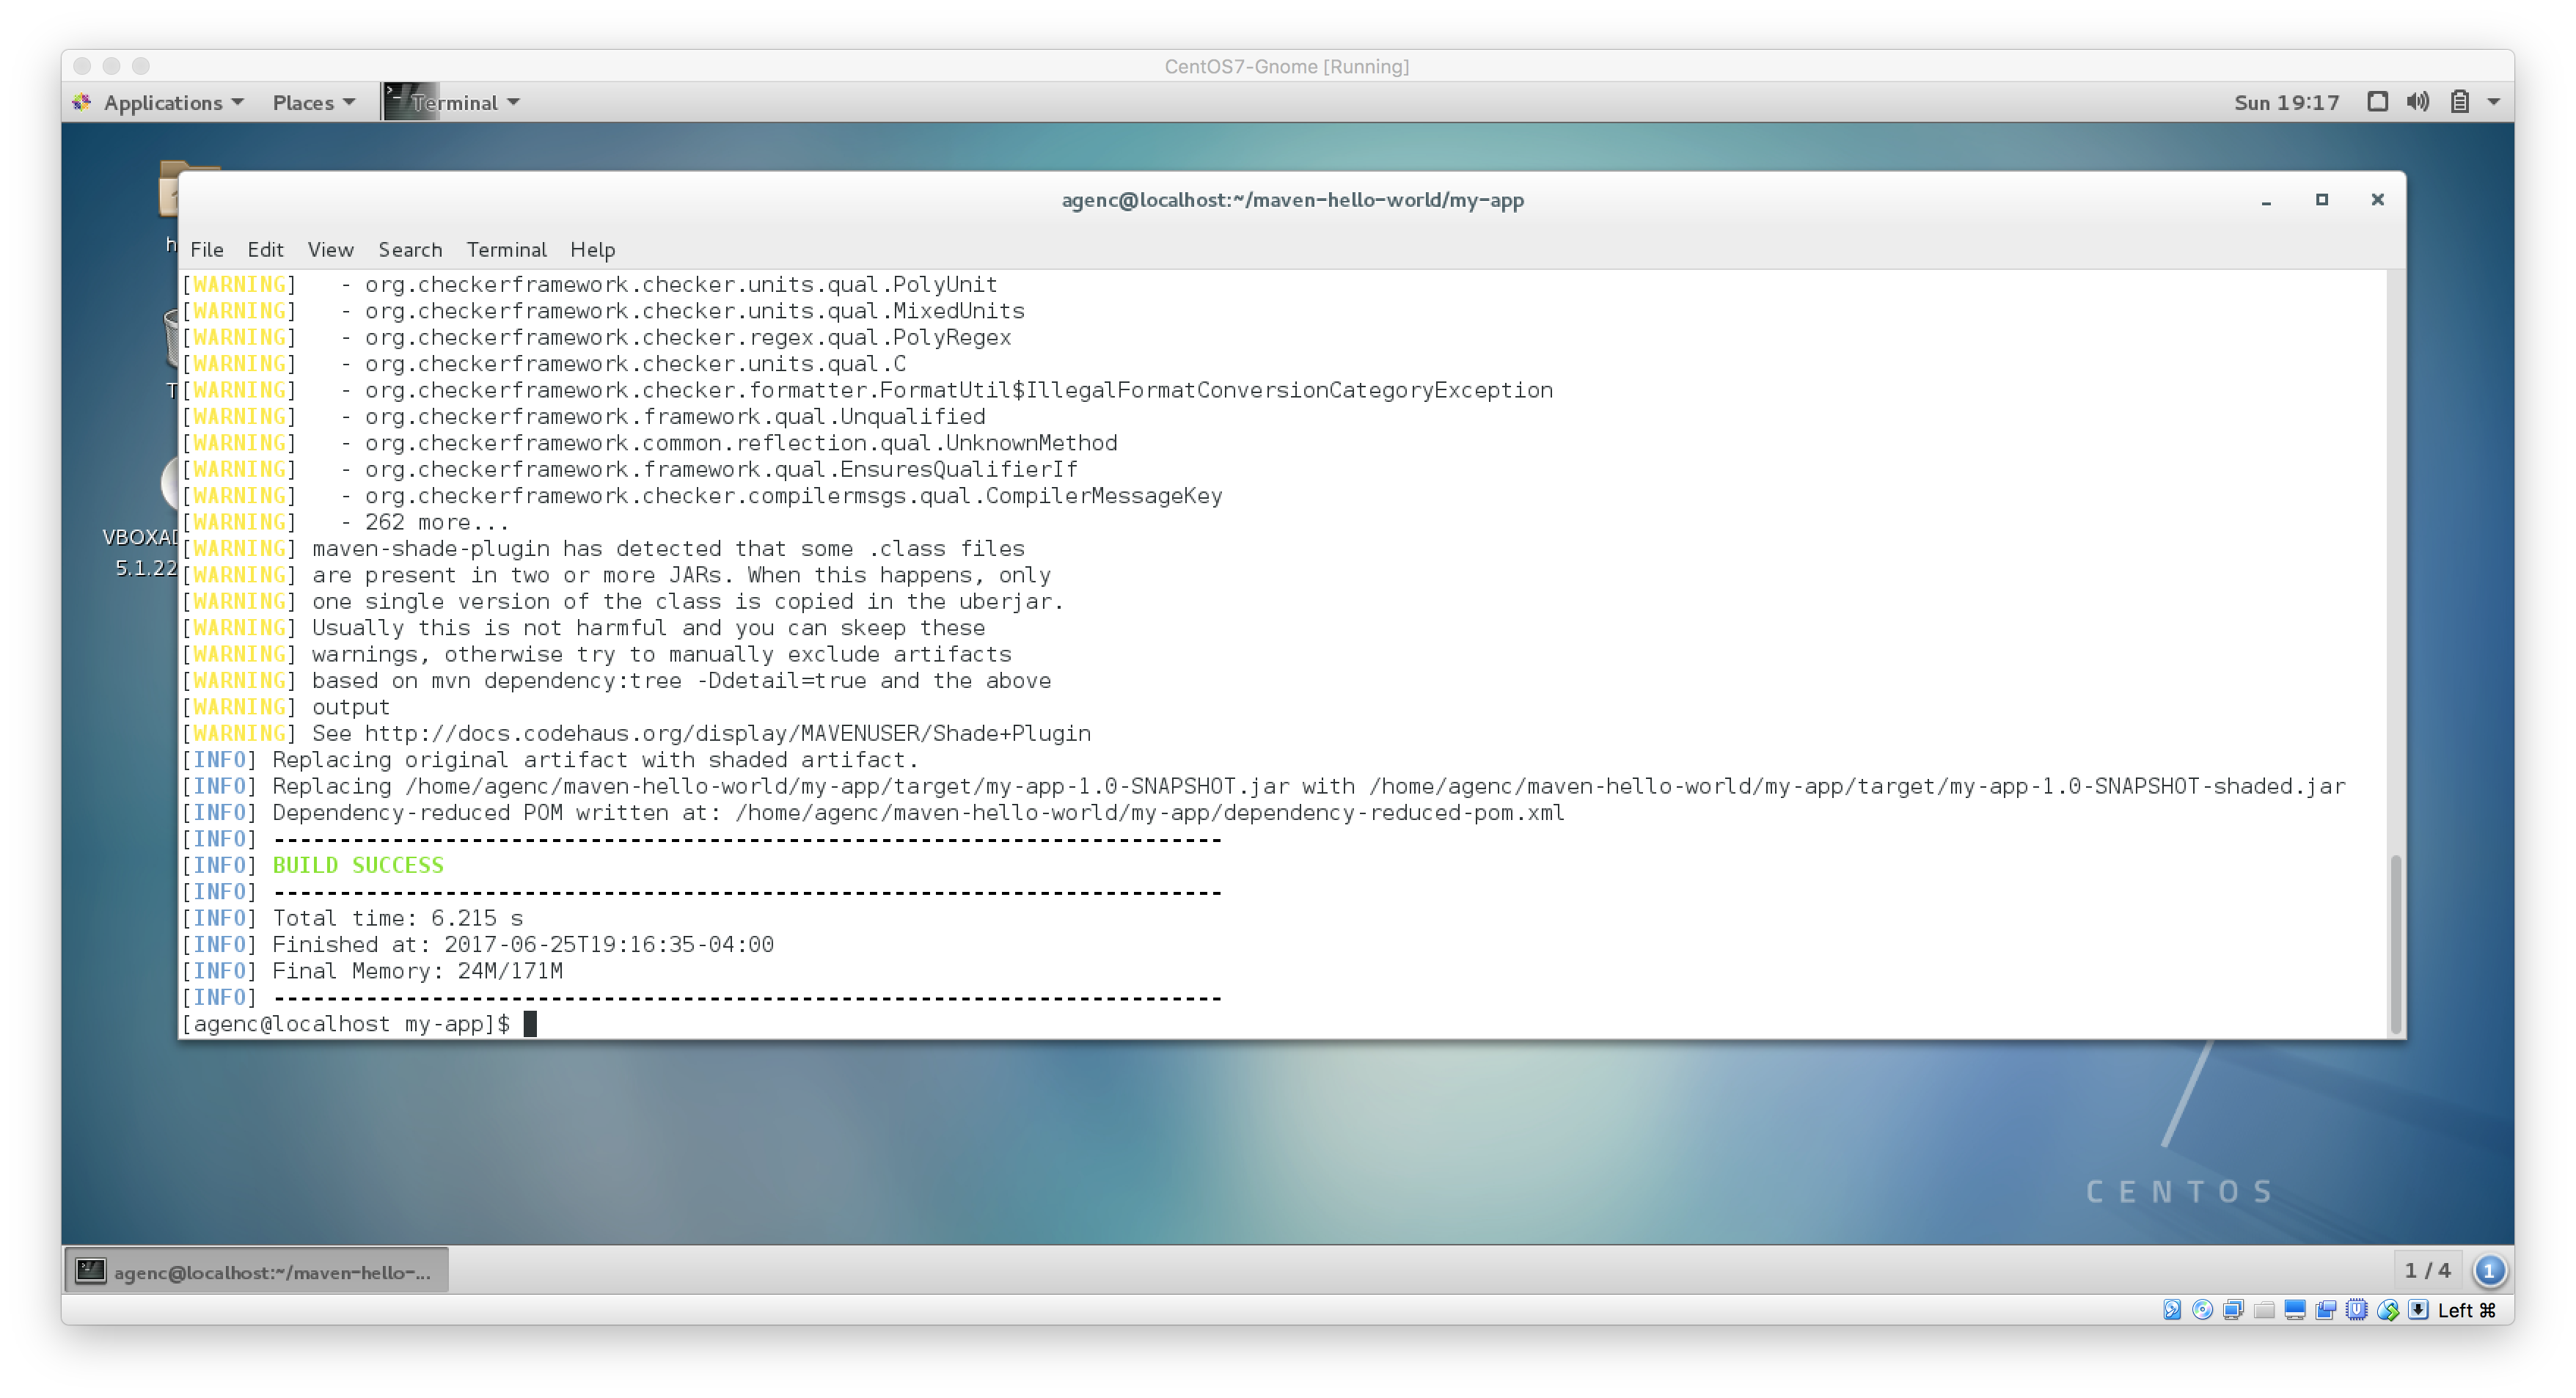 CentOS7-Gnome [Running]
Applications Places Terminal Sun 19:17
agenc@localhost:~/maven-hello-world/my-app
File Edit View Search Terminal Help
[WARNING]   - org.checkerframework.checker.units.qual.PolyUnit
[WARNING]   - org.checkerframework.checker.units.qual.MixedUnits
[WARNING]   - org.checkerframework.checker.regex.qual.PolyRegex
[WARNING]   - org.checkerframework.checker.units.qual.C
[WARNING]   - org.checkerframework.checker.formatter.FormatUtil$IllegalFormatConversionCategoryException
[WARNING]   - org.checkerframework.framework.qual.Unqualified
[WARNING]   - org.checkerframework.common.reflection.qual.UnknownMethod
[WARNING]   - org.checkerframework.framework.qual.EnsuresQualifierIf
[WARNING]   - org.checkerframework.checker.compilermsgs.qual.CompilerMessageKey
[WARNING]   - 262 more...
[WARNING] maven-shade-plugin has detected that some .class files
[WARNING] are present in two or more JARs. When this happens, only
[WARNING] one single version of the class is copied in the uberjar.
[WARNING] Usually this is not harmful and you can skeep these
[WARNING] warnings, otherwise try to manually exclude artifacts
[WARNING] based on mvn dependency:tree -Ddetail=true and the above
[WARNING] output
[WARNING] See http://docs.codehaus.org/display/MAVENUSER/Shade+Plugin
[INFO] Replacing original artifact with shaded artifact.
[INFO] Replacing /home/agenc/maven-hello-world/my-app/target/my-app-1.0-SNAPSHOT.jar with /home/agenc/maven-hello-world/my-app/target/my-app-1.0-SNAPSHOT-shaded.jar
[INFO] Dependency-reduced POM written at: /home/agenc/maven-hello-world/my-app/dependency-reduced-pom.xml
[INFO] ------------------------------------------------------------------------
[INFO] BUILD SUCCESS
[INFO] ------------------------------------------------------------------------
[INFO] Total time: 6.215 s
[INFO] Finished at: 2017-06-25T19:16:35-04:00
[INFO] Final Memory: 24M/171M
[INFO] ------------------------------------------------------------------------
[agenc@localhost my-app]$
5.1.22
CENTOS
agenc@localhost:~/maven-hello-...
1 / 4 1
Left ⌘